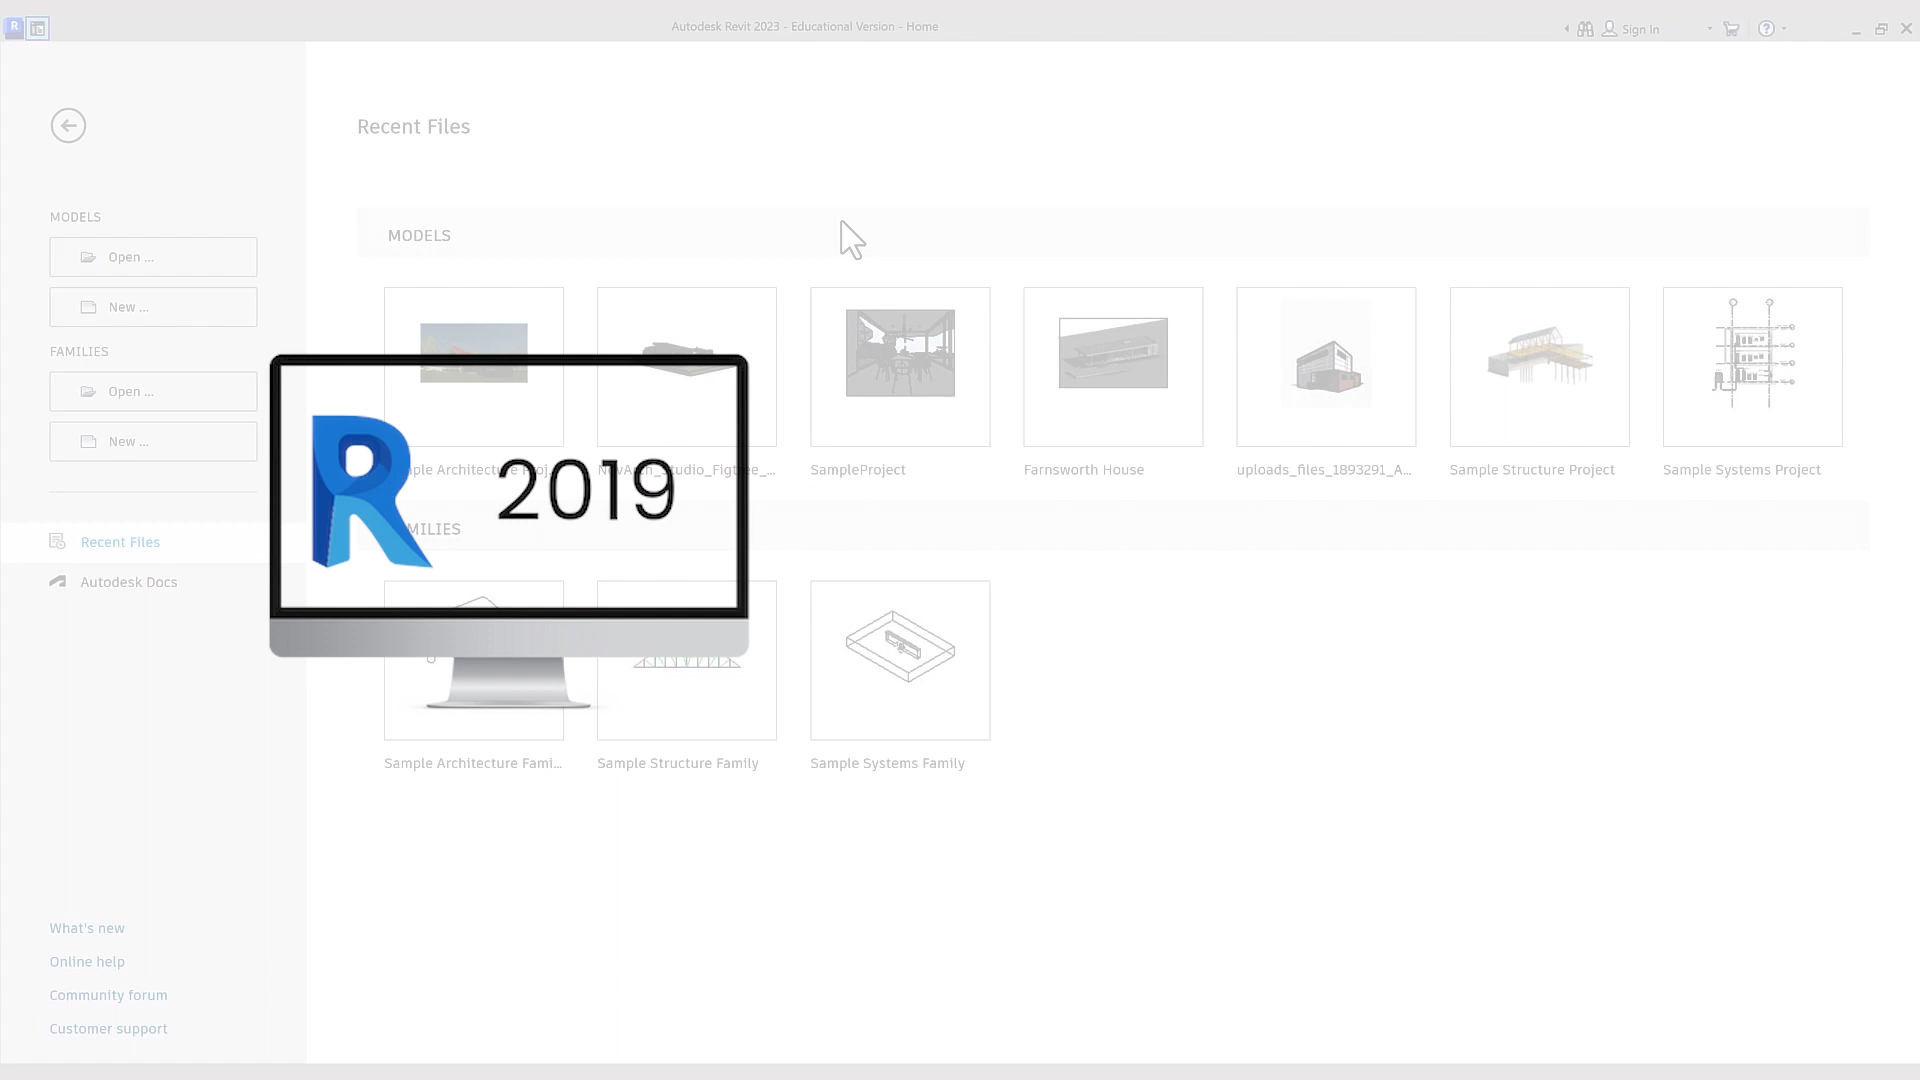 Autodesk Revit 2023 - Educational Version - Home
Sign In
Recent Files
MODELS
Open ...
New ...
FAMILIES
Open ...
New ...
Recent Files
Autodesk Docs
What's new
Online help
Community forum
Customer support
MODELS
SampleProject
Farnsworth House
uploads_files_1893291_A...
Sample Structure Project
Sample Systems Project
R 2019
Sample Architecture Fami...
Sample Structure Family
Sample Systems Family